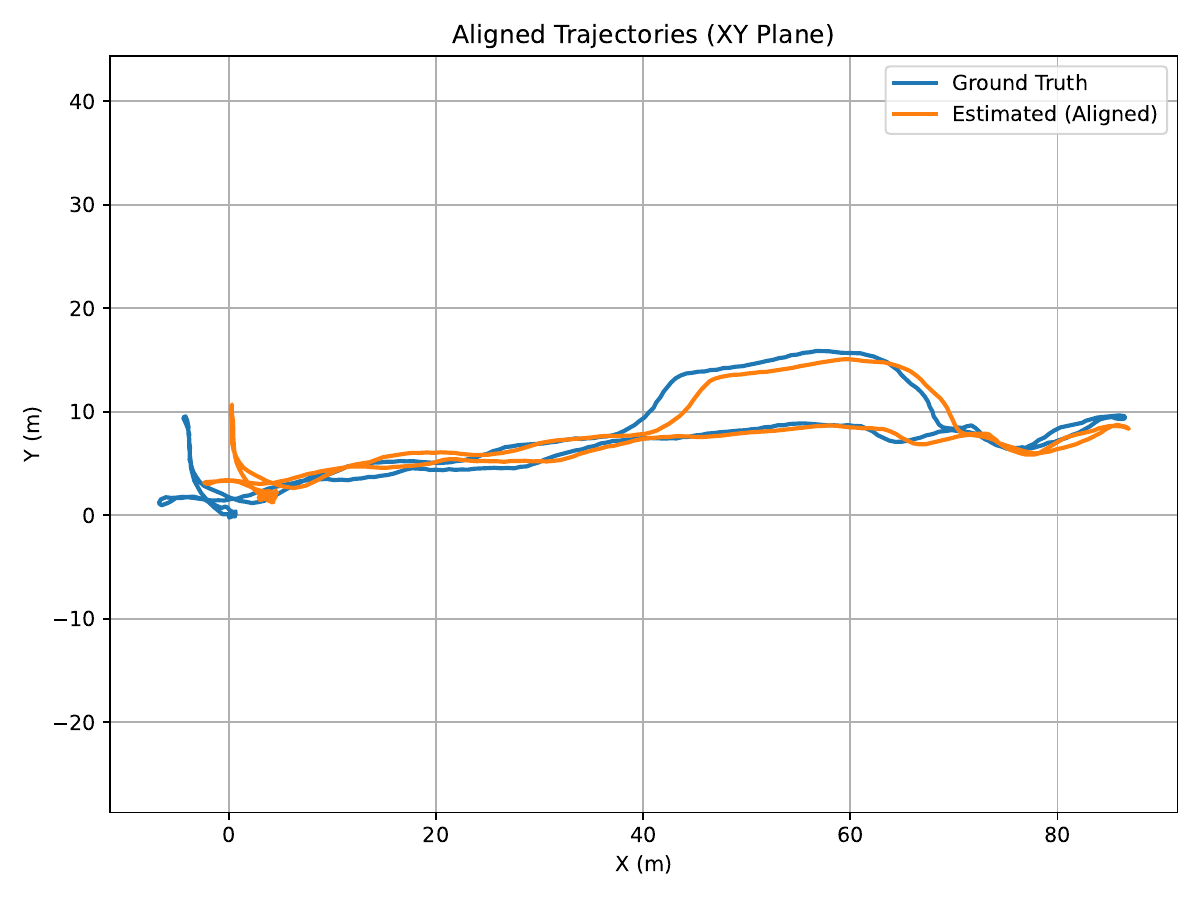 Aligned Trajectories (XY Plane)
Ground Truth
Estimated (Aligned)
40
30
20
10
0
−10
−20
Y (m)
0 20 40 60 80
X (m)